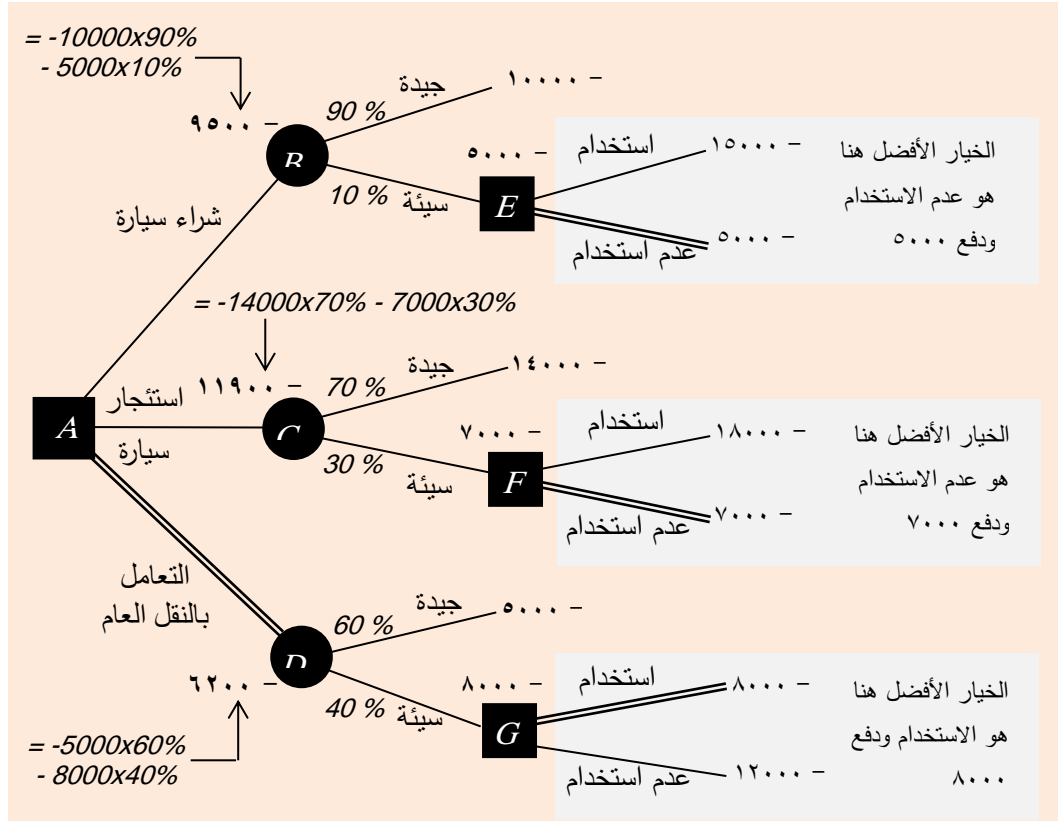 = -10000x90%
- 5000x10%
٩٥٠٠ –
B
90 %
جيدة
١٠٠٠٠ –
10 %
سيئة
٥٠٠٠ –
E
استخدام
١٥٠٠٠ –
عدم استخدام
٥٠٠٠ –
الخيار الأفضل هنا
هو عدم الاستخدام
ودفع ٥٠٠٠
شراء سيارة
= -14000x70% - 7000x30%
A
استئجار
سيارة
١١٩٠٠ –
C
70 %
جيدة
١٤٠٠٠ –
30 %
سيئة
٧٠٠٠ –
F
استخدام
١٨٠٠٠ –
عدم استخدام
٧٠٠٠ –
الخيار الأفضل هنا
هو عدم الاستخدام
ودفع ٧٠٠٠
التعامل
بالنقل العام
D
60 %
جيدة
٥٠٠٠ –
٦٢٠٠ –
40 %
سيئة
٨٠٠٠ –
G
استخدام
٨٠٠٠ –
عدم استخدام
١٢٠٠٠ –
الخيار الأفضل هنا
هو الاستخدام ودفع
٨٠٠٠
= -5000x60%
- 8000x40%